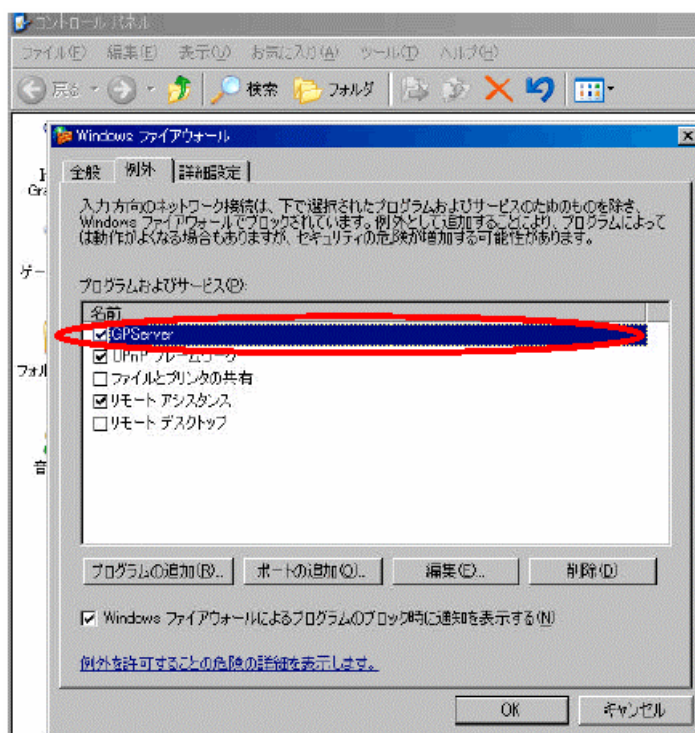 コントロール パネル
ファイル(F) 編集(E) 表示(V) お気に入り(A) ツール(T) ヘルプ(H)
戻る 検索 フォルダ
Windows ファイアウォール
全般 例外 詳細設定
入力方向のネットワーク接続は、下で選択されたプログラムおよびサービスのためのものを除き、
Windows ファイアウォールでブロックされています。例外として追加することにより、プログラムによって
は動作がよくなる場合もありますが、セキュリティの危険が増加する可能性があります。
プログラムおよびサービス(P):
名前
GPServer
UPnP フレームワーク
ファイルとプリンタの共有
リモート アシスタンス
リモート デスクトップ
プログラムの追加(R)... ポートの追加(O)... 編集(E)... 削除(D)
Windows ファイアウォールによるプログラムのブロック時に通知を表示する(N)
例外を許可することの危険の詳細を表示します。
OK キャンセル
ゲー
フォル
音